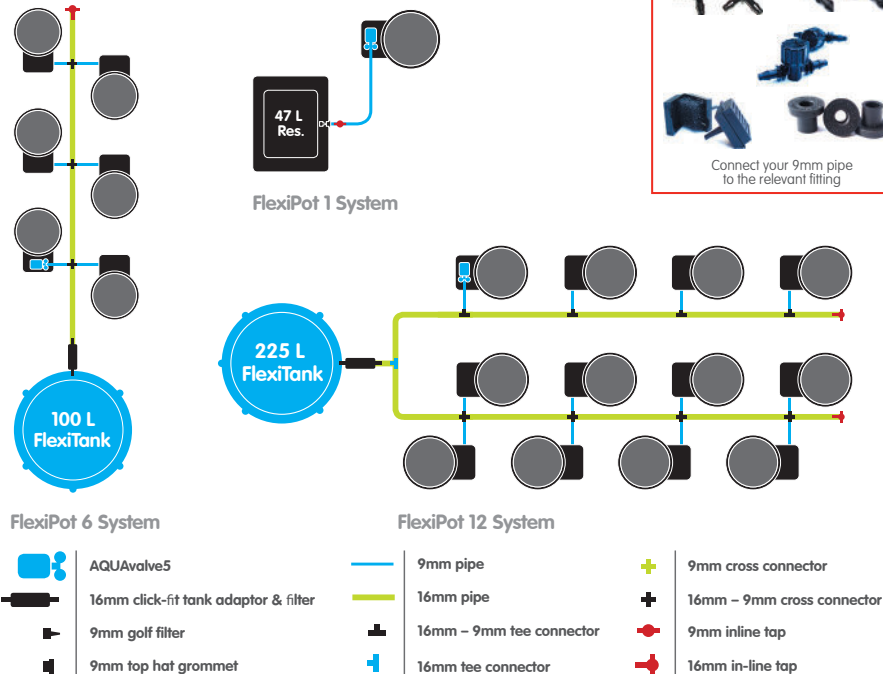 47 L
Res.
FlexiPot 1 System
Connect your 9mm pipe
to the relevant fitting
225 L
FlexiTank
100 L
FlexiTank
FlexiPot 6 System
FlexiPot 12 System
AQUAvalve5
16mm click-fit tank adaptor & filter
9mm golf filter
9mm top hat grommet
9mm pipe
16mm pipe
16mm – 9mm tee connector
16mm tee connector
9mm cross connector
16mm – 9mm cross connector
9mm inline tap
16mm in-line tap